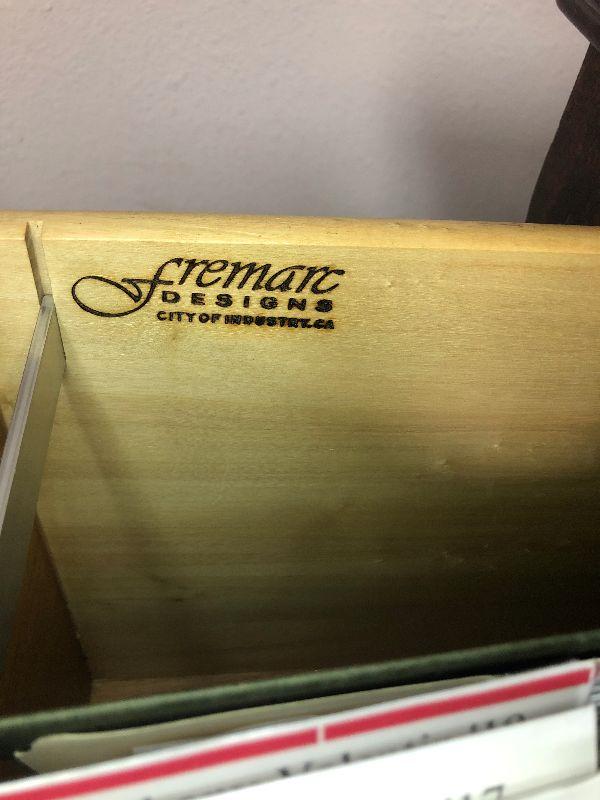 Fremarc
DESIGNS
CITY OF INDUSTRY.CA